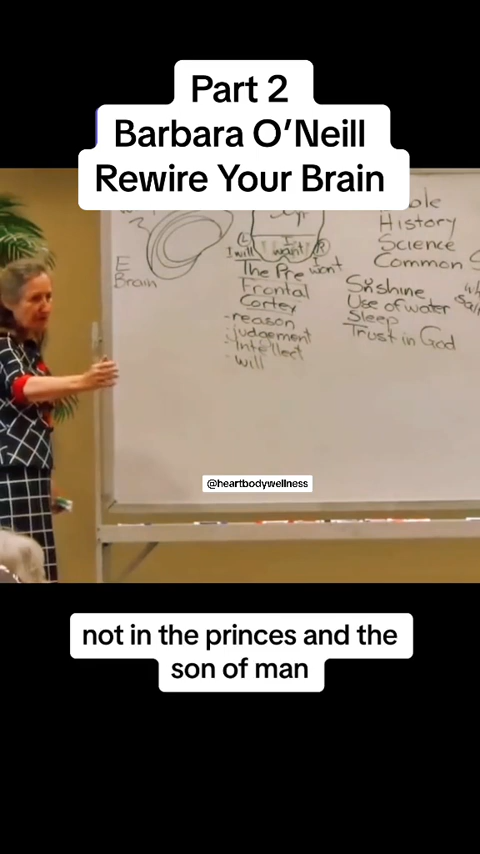 Part 2
Barbara O'Neill
Rewire Your Brain
History
Science
Common
E
Brain
I will
want
wont
The Pre
Frontal
Cortex
-reason
-judgement
-Intellect
-will
Sunshine
Use of water
Sleep
Trust in God
@heartbodywellness
not in the princes and the
son of man